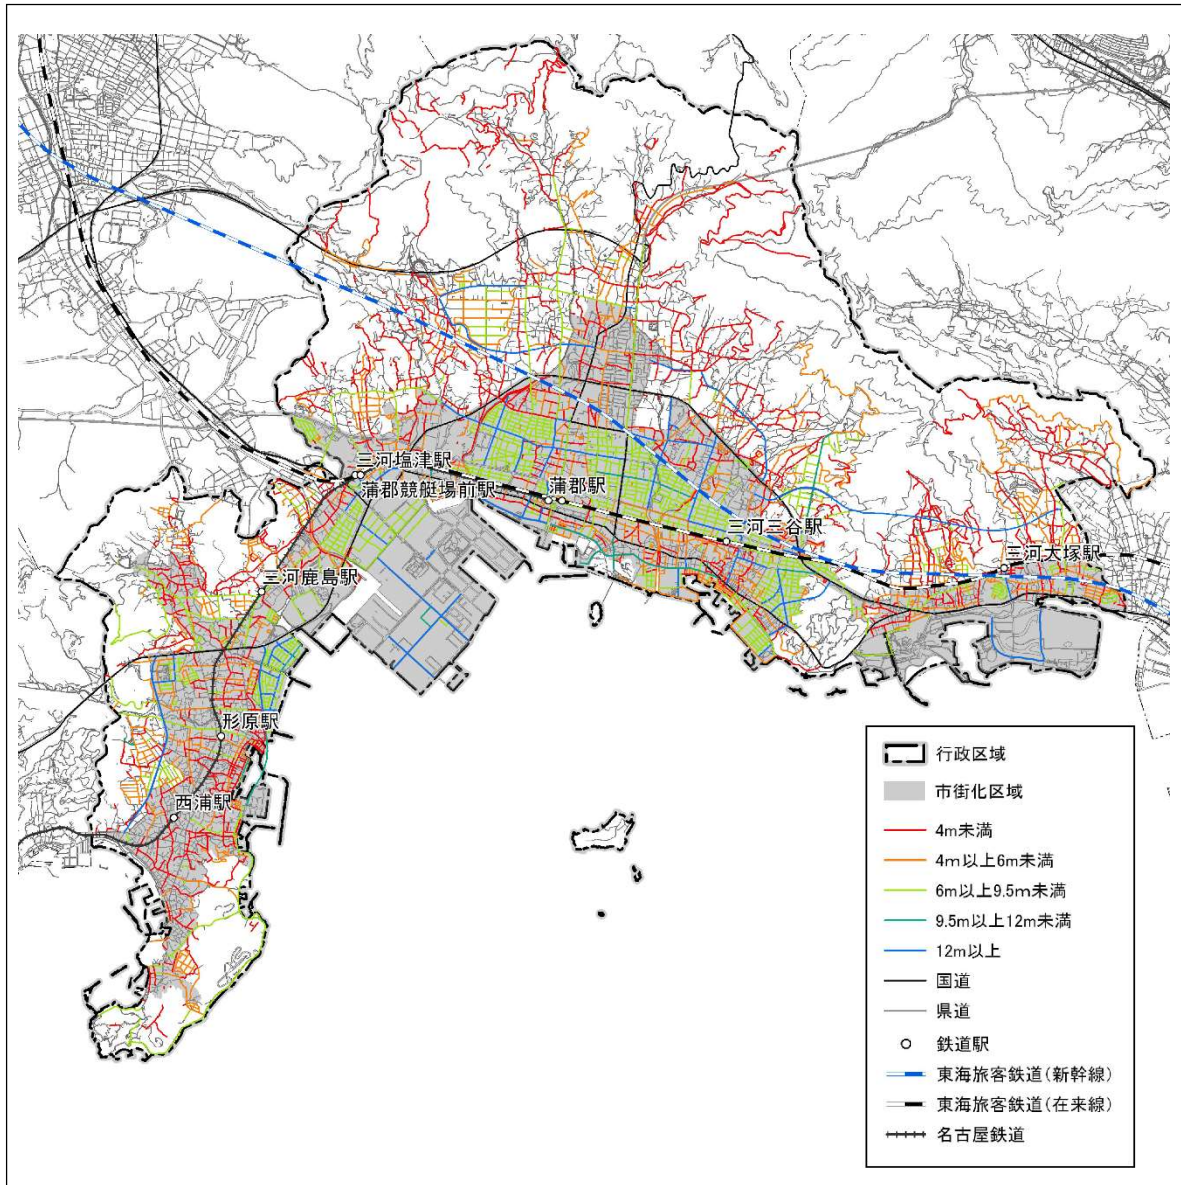 三河塩津駅
蒲郡競艇場前駅
蒲郡駅
三河三谷駅
三河大塚駅
三河鹿島駅
形原駅
西浦駅
行政区域
市街化区域
4m未満
4m以上6m未満
6m以上9.5m未満
9.5m以上12m未満
12m以上
国道
県道
鉄道駅
東海旅客鉄道(新幹線)
東海旅客鉄道(在来線)
名古屋鉄道